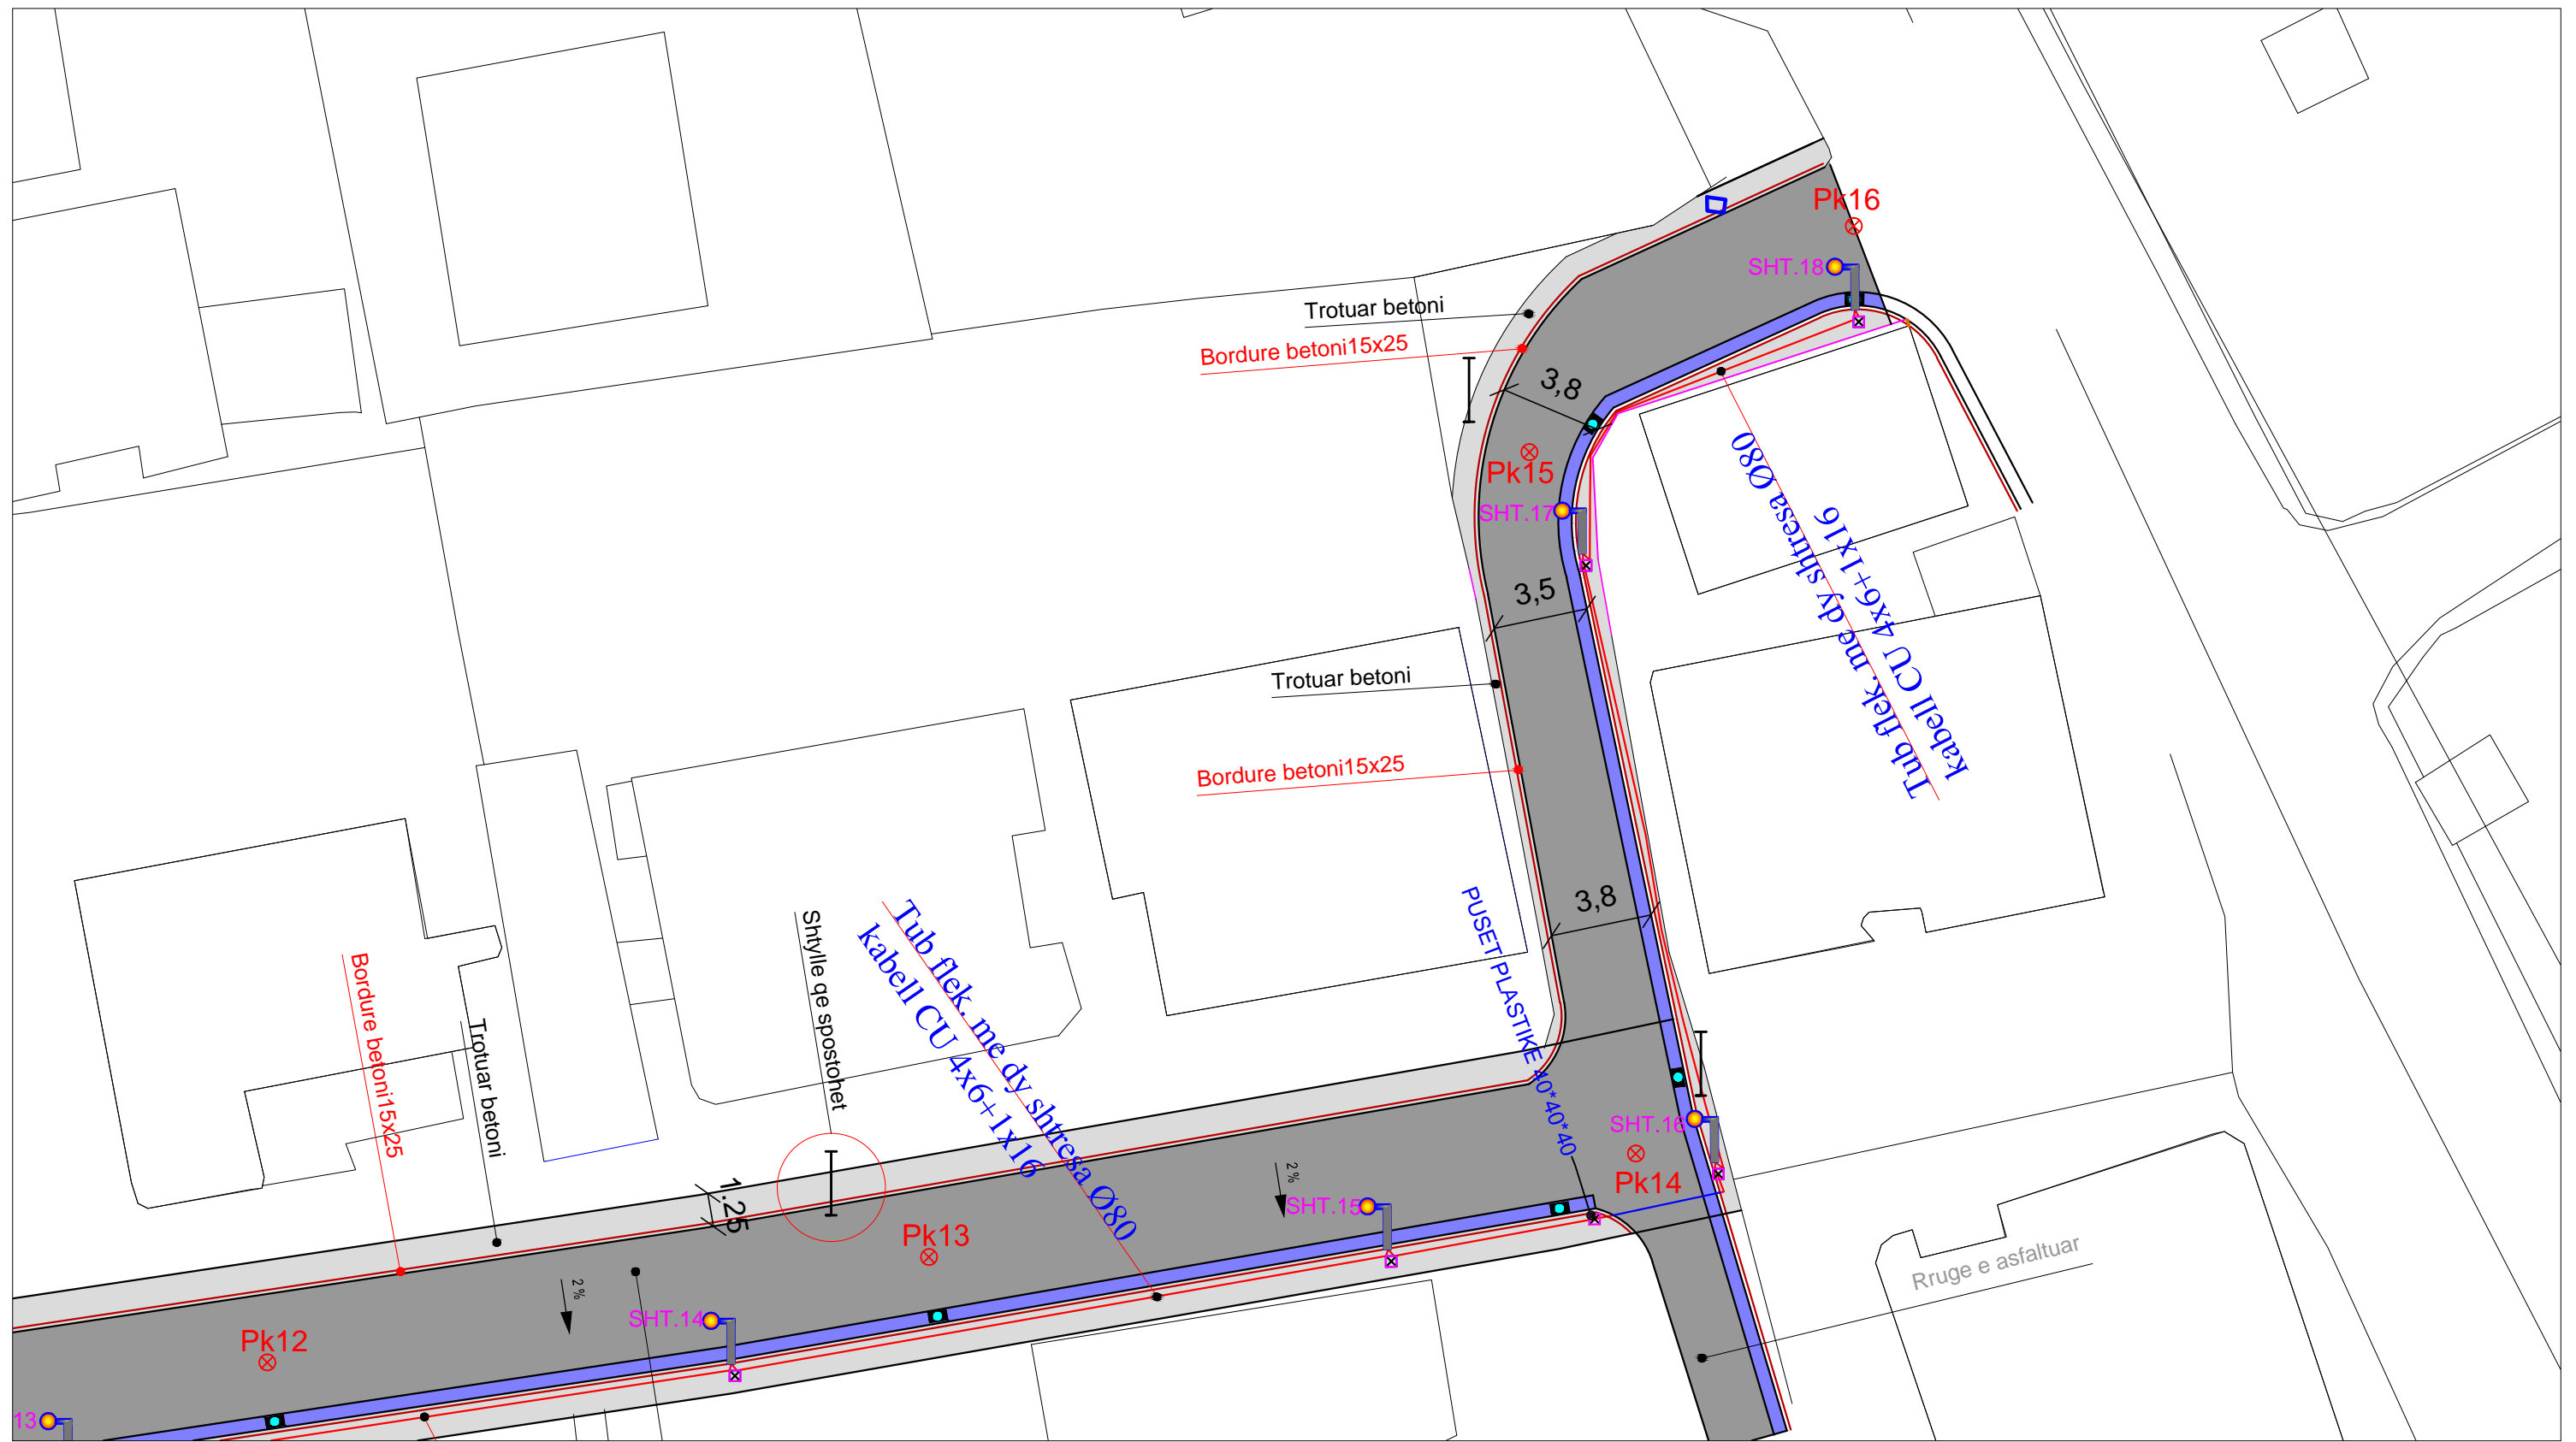 Pk16
SHT.18
Trotuar betoni
Bordure betoni15x25
3,8
Pk15
SHT.17
Tub flek. me dy shtresa Ø80
kabell CU 4x6+1x16
3,5
Trotuar betoni
Bordure betoni15x25
3,8
PUSET PLASTIKE 40*40*40
Shtylle qe spostohet
Tub flek. me dy shtresa Ø80
kabell CU 4x6+1x16
Bordure betoni15x25
Trotuar betoni
SHT.16
Pk14
2 %
SHT.15
1.25
Pk13
Rruge e asfaltuar
2 %
SHT.14
Pk12
13